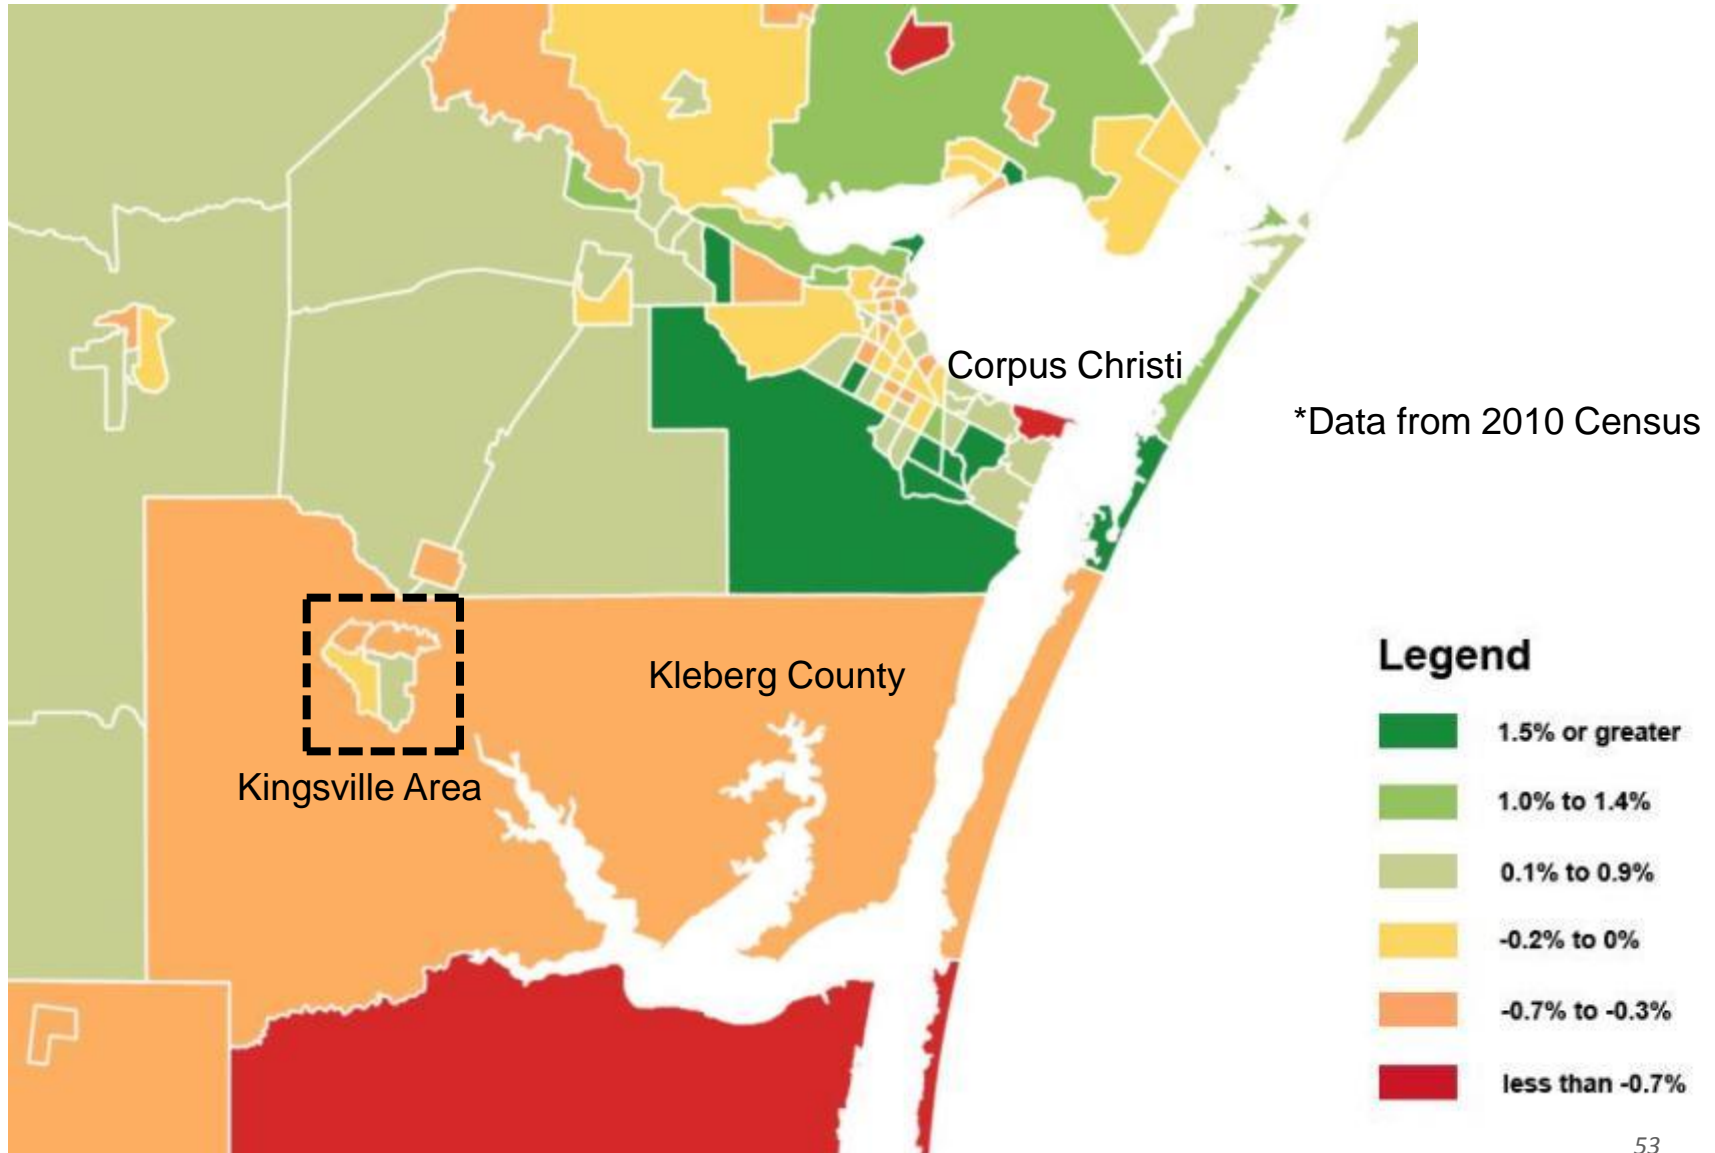 Corpus Christi
*Data from 2010 Census
Kleberg County
Kingsville Area
Legend
1.5% or greater
1.0% to 1.4%
0.1% to 0.9%
-0.2% to 0%
-0.7% to -0.3%
less than -0.7%
53